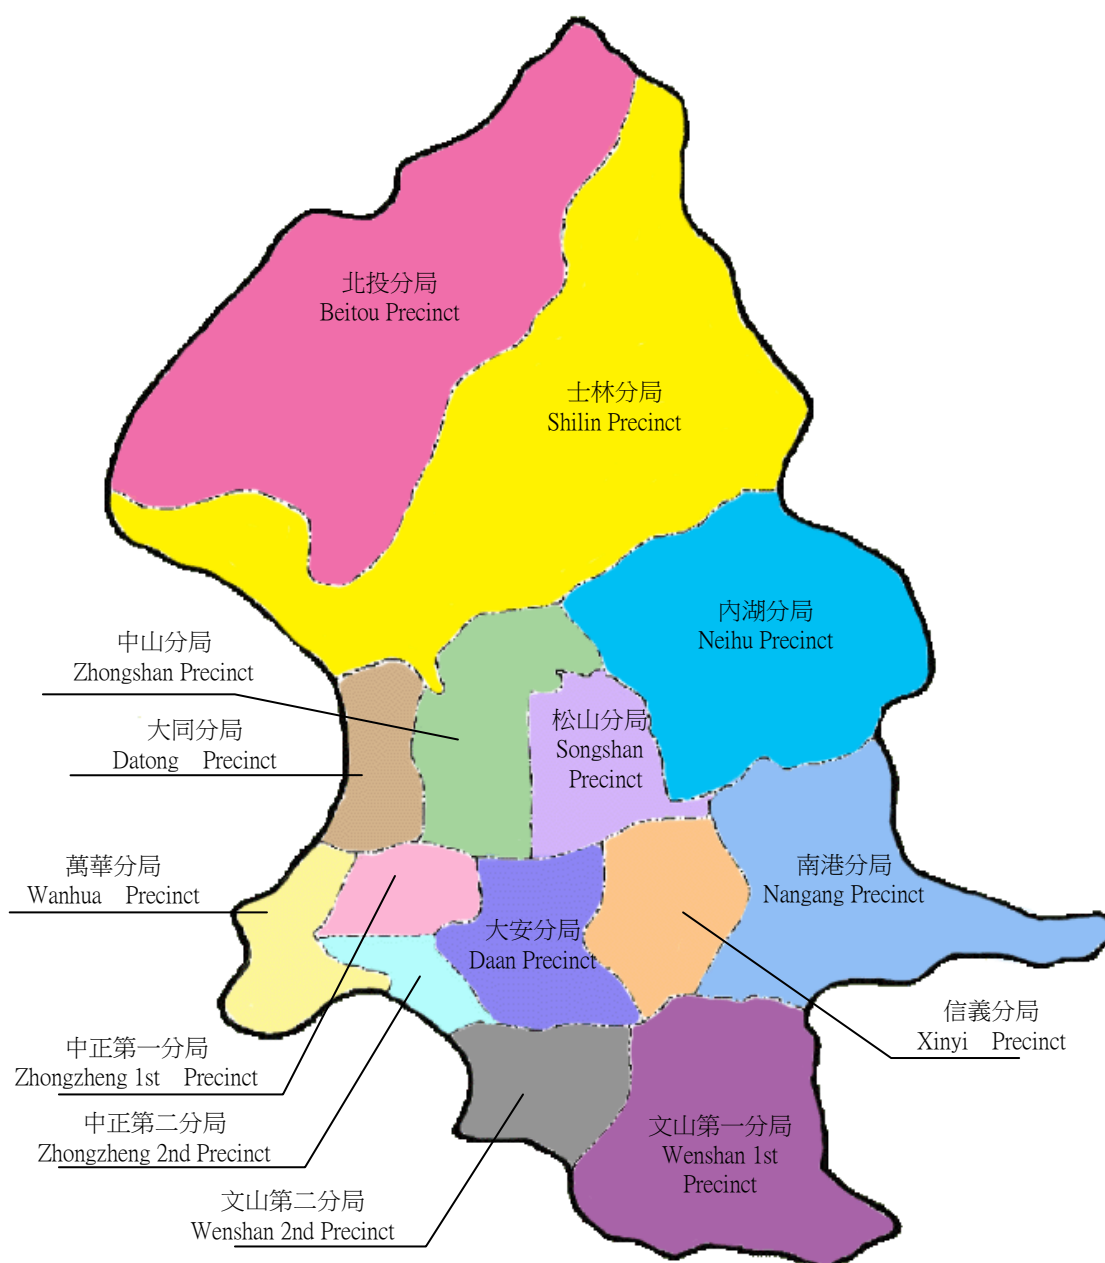 北投分局
Beitou Precinct
士林分局
Shilin Precinct
內湖分局
Neihu Precinct
中山分局
Zhongshan Precinct
大同分局
Datong Precinct
松山分局
Songshan
Precinct
萬華分局
Wanhua Precinct
南港分局
Nangang Precinct
大安分局
Daan Precinct
信義分局
Xinyi Precinct
中正第一分局
Zhongzheng 1st Precinct
中正第二分局
Zhongzheng 2nd Precinct
文山第一分局
Wenshan 1st
Precinct
文山第二分局
Wenshan 2nd Precinct